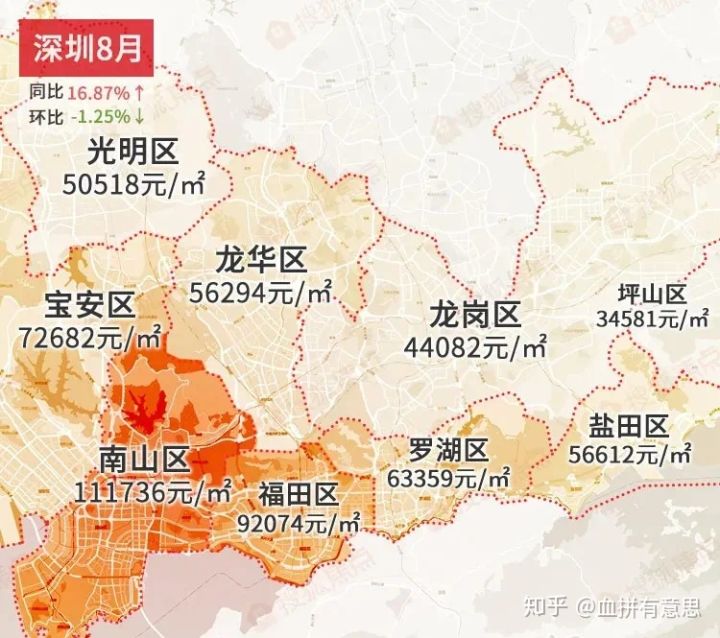 深圳8月
同比 16.87%↑
环比 -1.25%↓
光明区
50518元/㎡
龙华区
56294元/㎡
宝安区
72682元/㎡
龙岗区
44082元/㎡
坪山区
34581元/㎡
盐田区
56612元/㎡
罗湖区
63359元/㎡
南山区
111736元/㎡
福田区
92074元/㎡
知乎 @血拼有意思